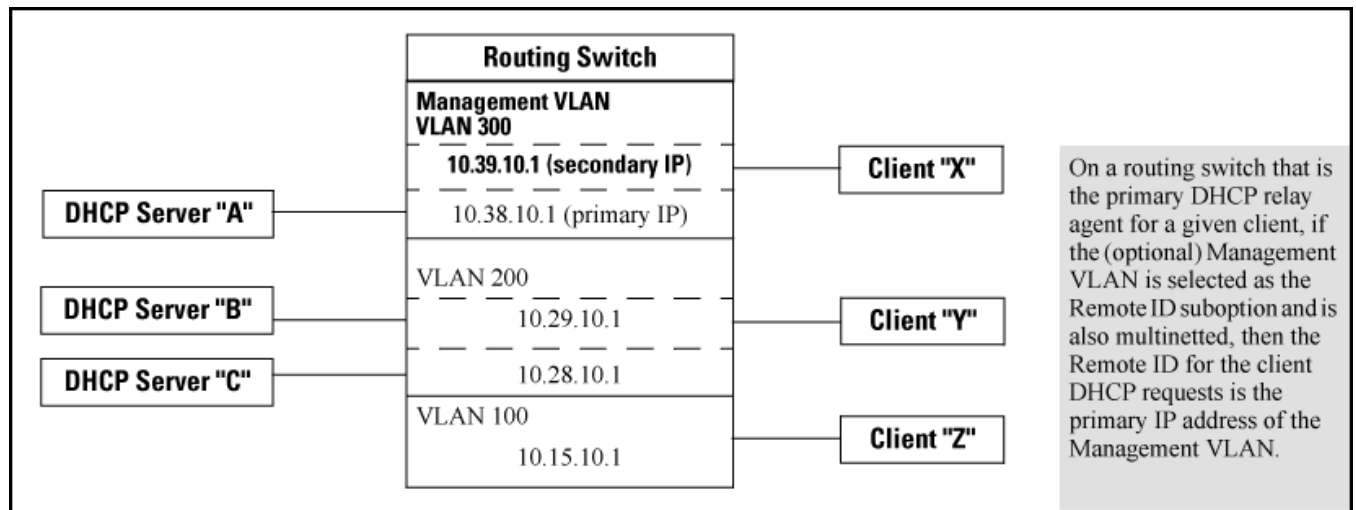 Routing Switch
Management VLAN
VLAN 300
10.39.10.1 (secondary IP)
Client "X"
DHCP Server "A"
10.38.10.1 (primary IP)
VLAN 200
DHCP Server "B"
10.29.10.1
Client "Y"
DHCP Server "C"
10.28.10.1
VLAN 100
10.15.10.1
Client "Z"
On a routing switch that is
the primary DHCP relay
agent for a given client, if
the (optional) Management
VLAN is selected as the
Remote ID suboption and is
also multinetted, then the
Remote ID for the client
DHCP requests is the
primary IP address of the
Management VLAN.